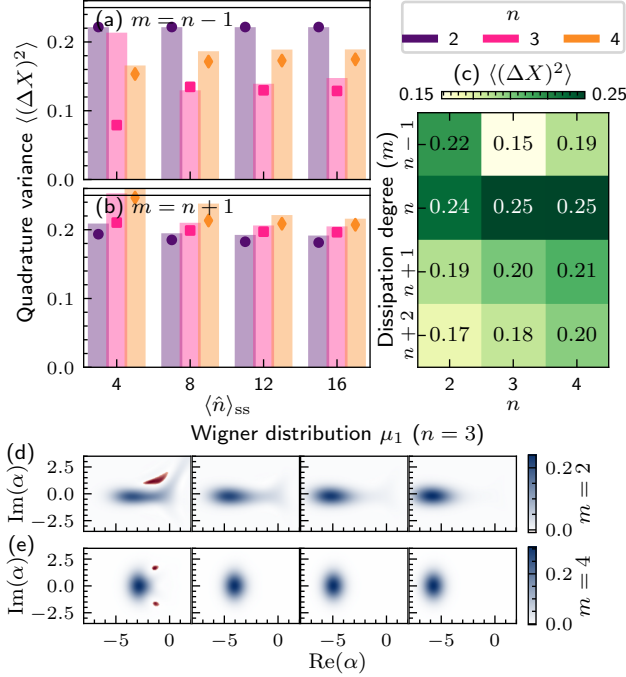 n
2 3 4
(a) m = n − 1
0.2
0.1
0.0
(b) m = n + 1
0.2
0.1
0.0
4 8 12 16
⟨n̂⟩ss
Quadrature variance ⟨(ΔX)²⟩
(c) ⟨(ΔX)²⟩
0.15 0.25
Dissipation degree (m)
n − 1
n
n + 1
n + 2
0.22 0.15 0.19
0.24 0.25 0.25
0.19 0.20 0.21
0.17 0.18 0.20
2 3 4
n
Wigner distribution μ₁ (n = 3)
(d)
Im(α)
2.5
0.0
−2.5
0.2
0.0
m = 2
(e)
Im(α)
2.5
0.0
−2.5
0.0
m = 4
−5 0 −5 0 −5 0 −5 0
Re(α)